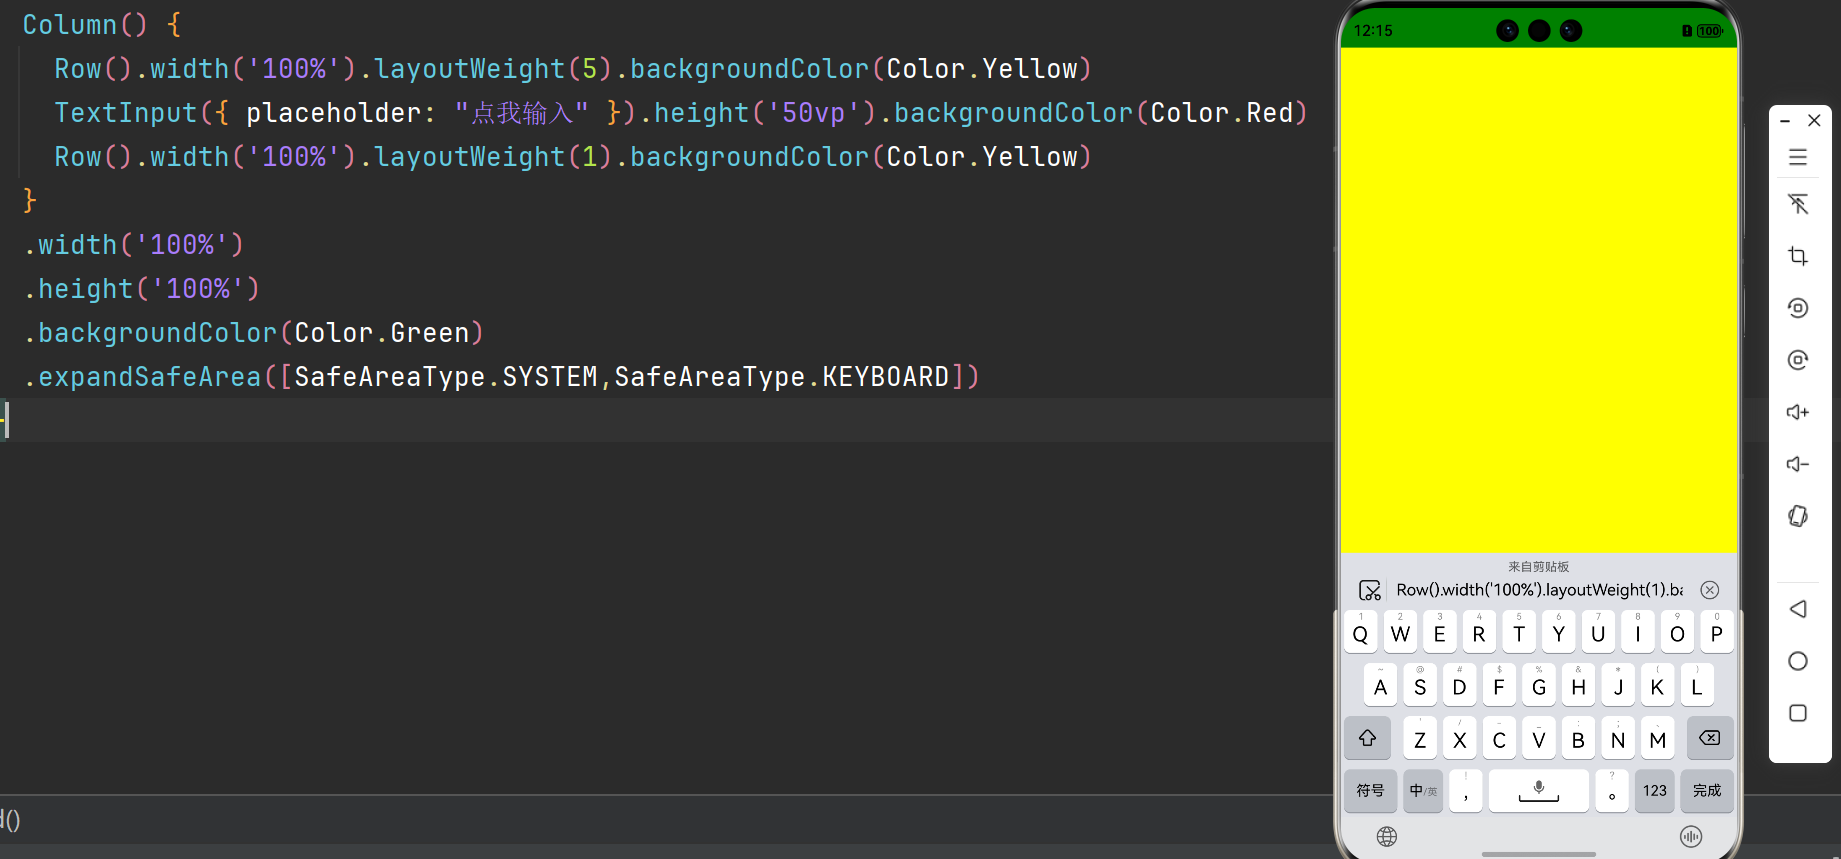 Column() {
Row().width('100%').layoutWeight(5).backgroundColor(Color.Yellow)
TextInput({ placeholder: "点我输入" }).height('50vp').backgroundColor(Color.Red)
Row().width('100%').layoutWeight(1).backgroundColor(Color.Yellow)
}
.width('100%')
.height('100%')
.backgroundColor(Color.Green)
.expandSafeArea([SafeAreaType.SYSTEM,SafeAreaType.KEYBOARD])
d()
12:15
100
来自剪贴板
Row().width('100%').layoutWeight(1).ba
1 2 3 4 5 6 7 8 9 0
Q W E R T Y U I O P
~ @ # $ % & * ( )
A S D F G H J K L
' / - _ : ; 、
Z X C V B N M
! ?
符号 中/英 , 。 123 完成